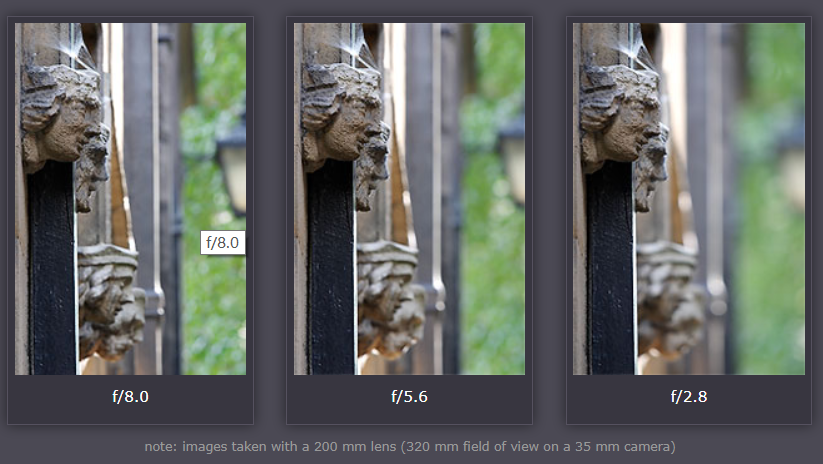 f/8.0
f/8.0
f/5.6
f/2.8
note: images taken with a 200 mm lens (320 mm field of view on a 35 mm camera)